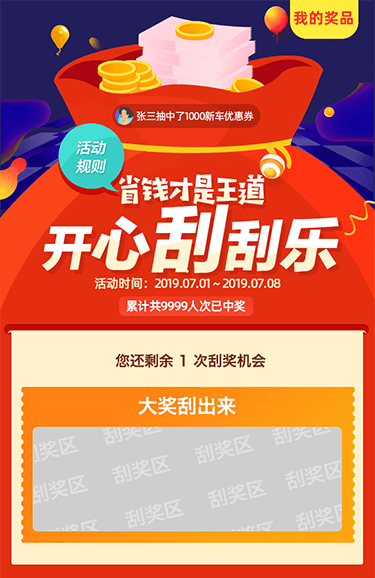 我的奖品
张三抽中了1000新车优惠券
活动
规则
省钱才是王道
开心刮刮乐
活动时间：2019.07.01～2019.07.08
累计共9999人次已中奖
您还剩余 1 次刮奖机会
大奖刮出来
刮奖区 刮奖区 刮奖区 刮奖区
刮奖区 刮奖区 刮奖区
刮奖区 刮奖区 刮奖区 刮奖区